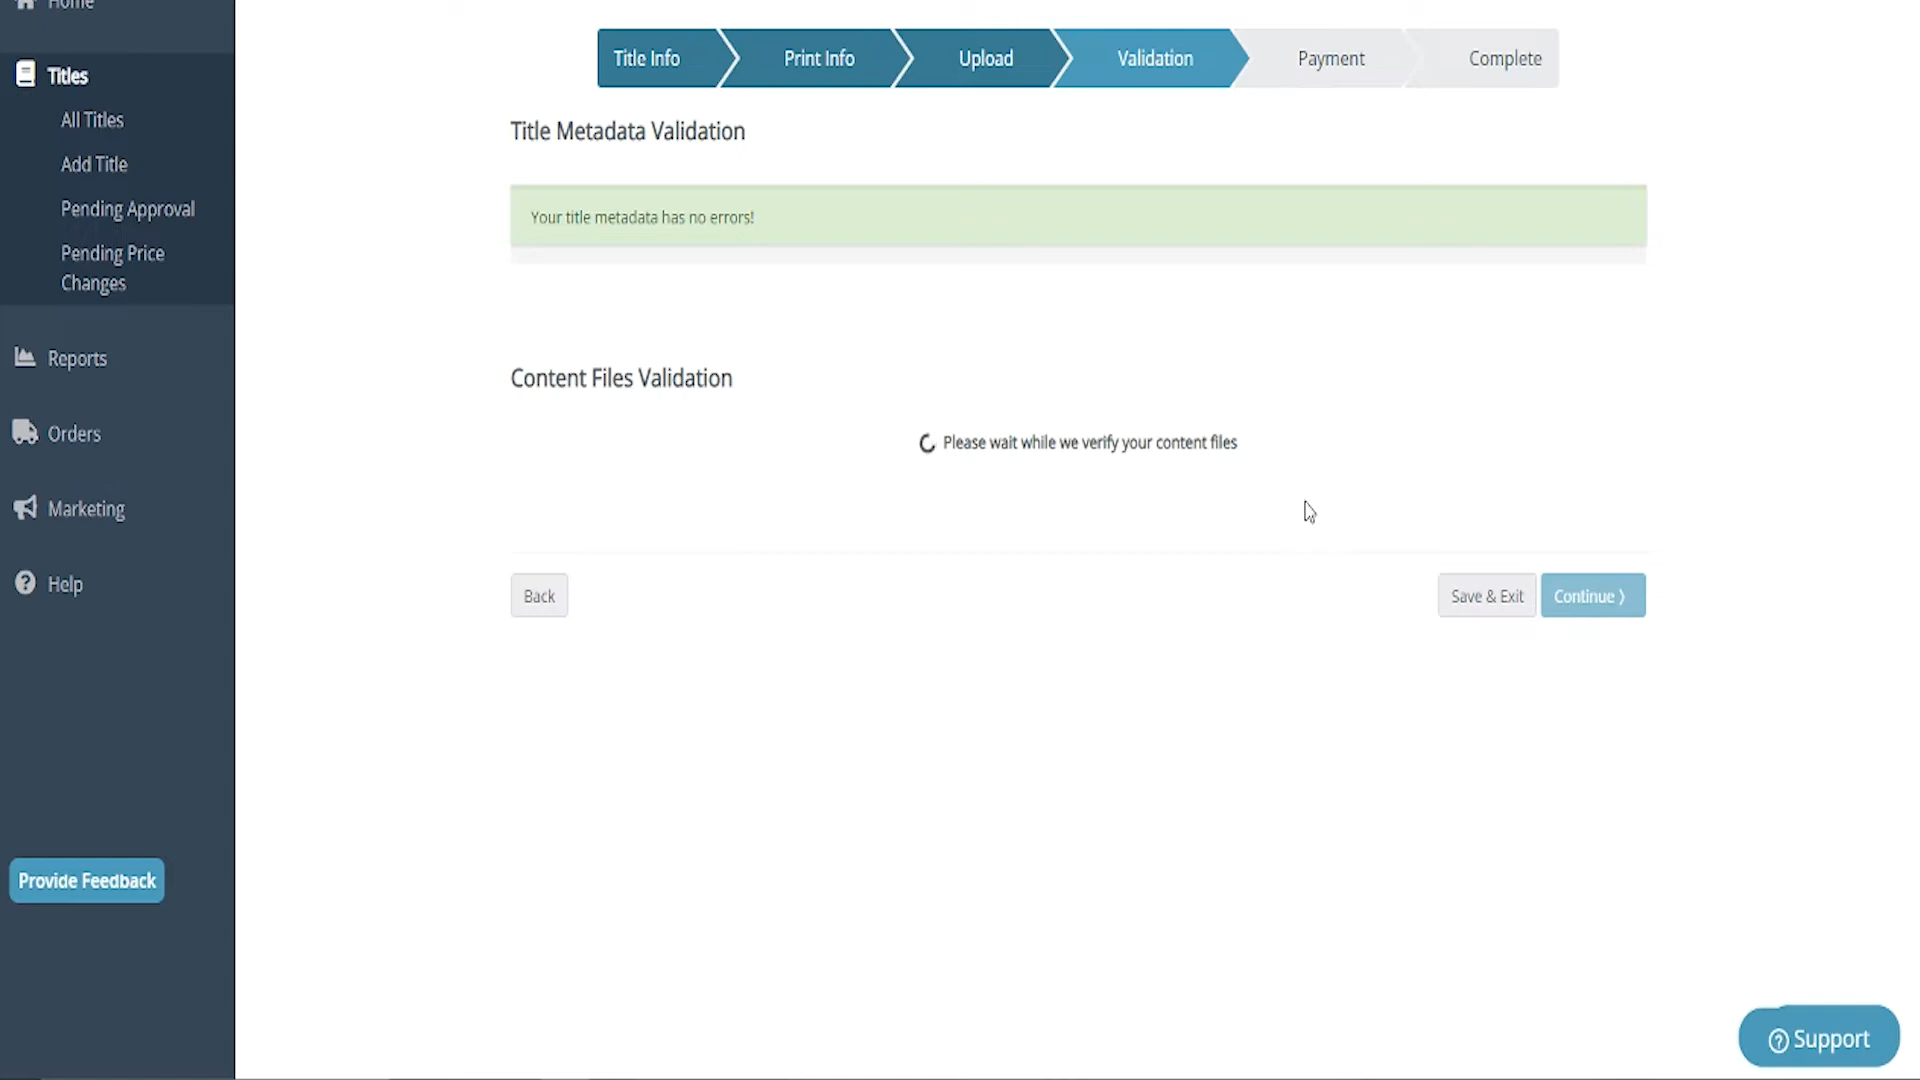 Home
Titles
All Titles
Add Title
Pending Approval
Pending Price
Changes
Reports
Orders
Marketing
Help
Provide Feedback
Title Info
Print Info
Upload
Validation
Payment
Complete
Title Metadata Validation
Your title metadata has no errors!
Content Files Validation
Please wait while we verify your content files
Back
Save & Exit
Continue ⟩
Support